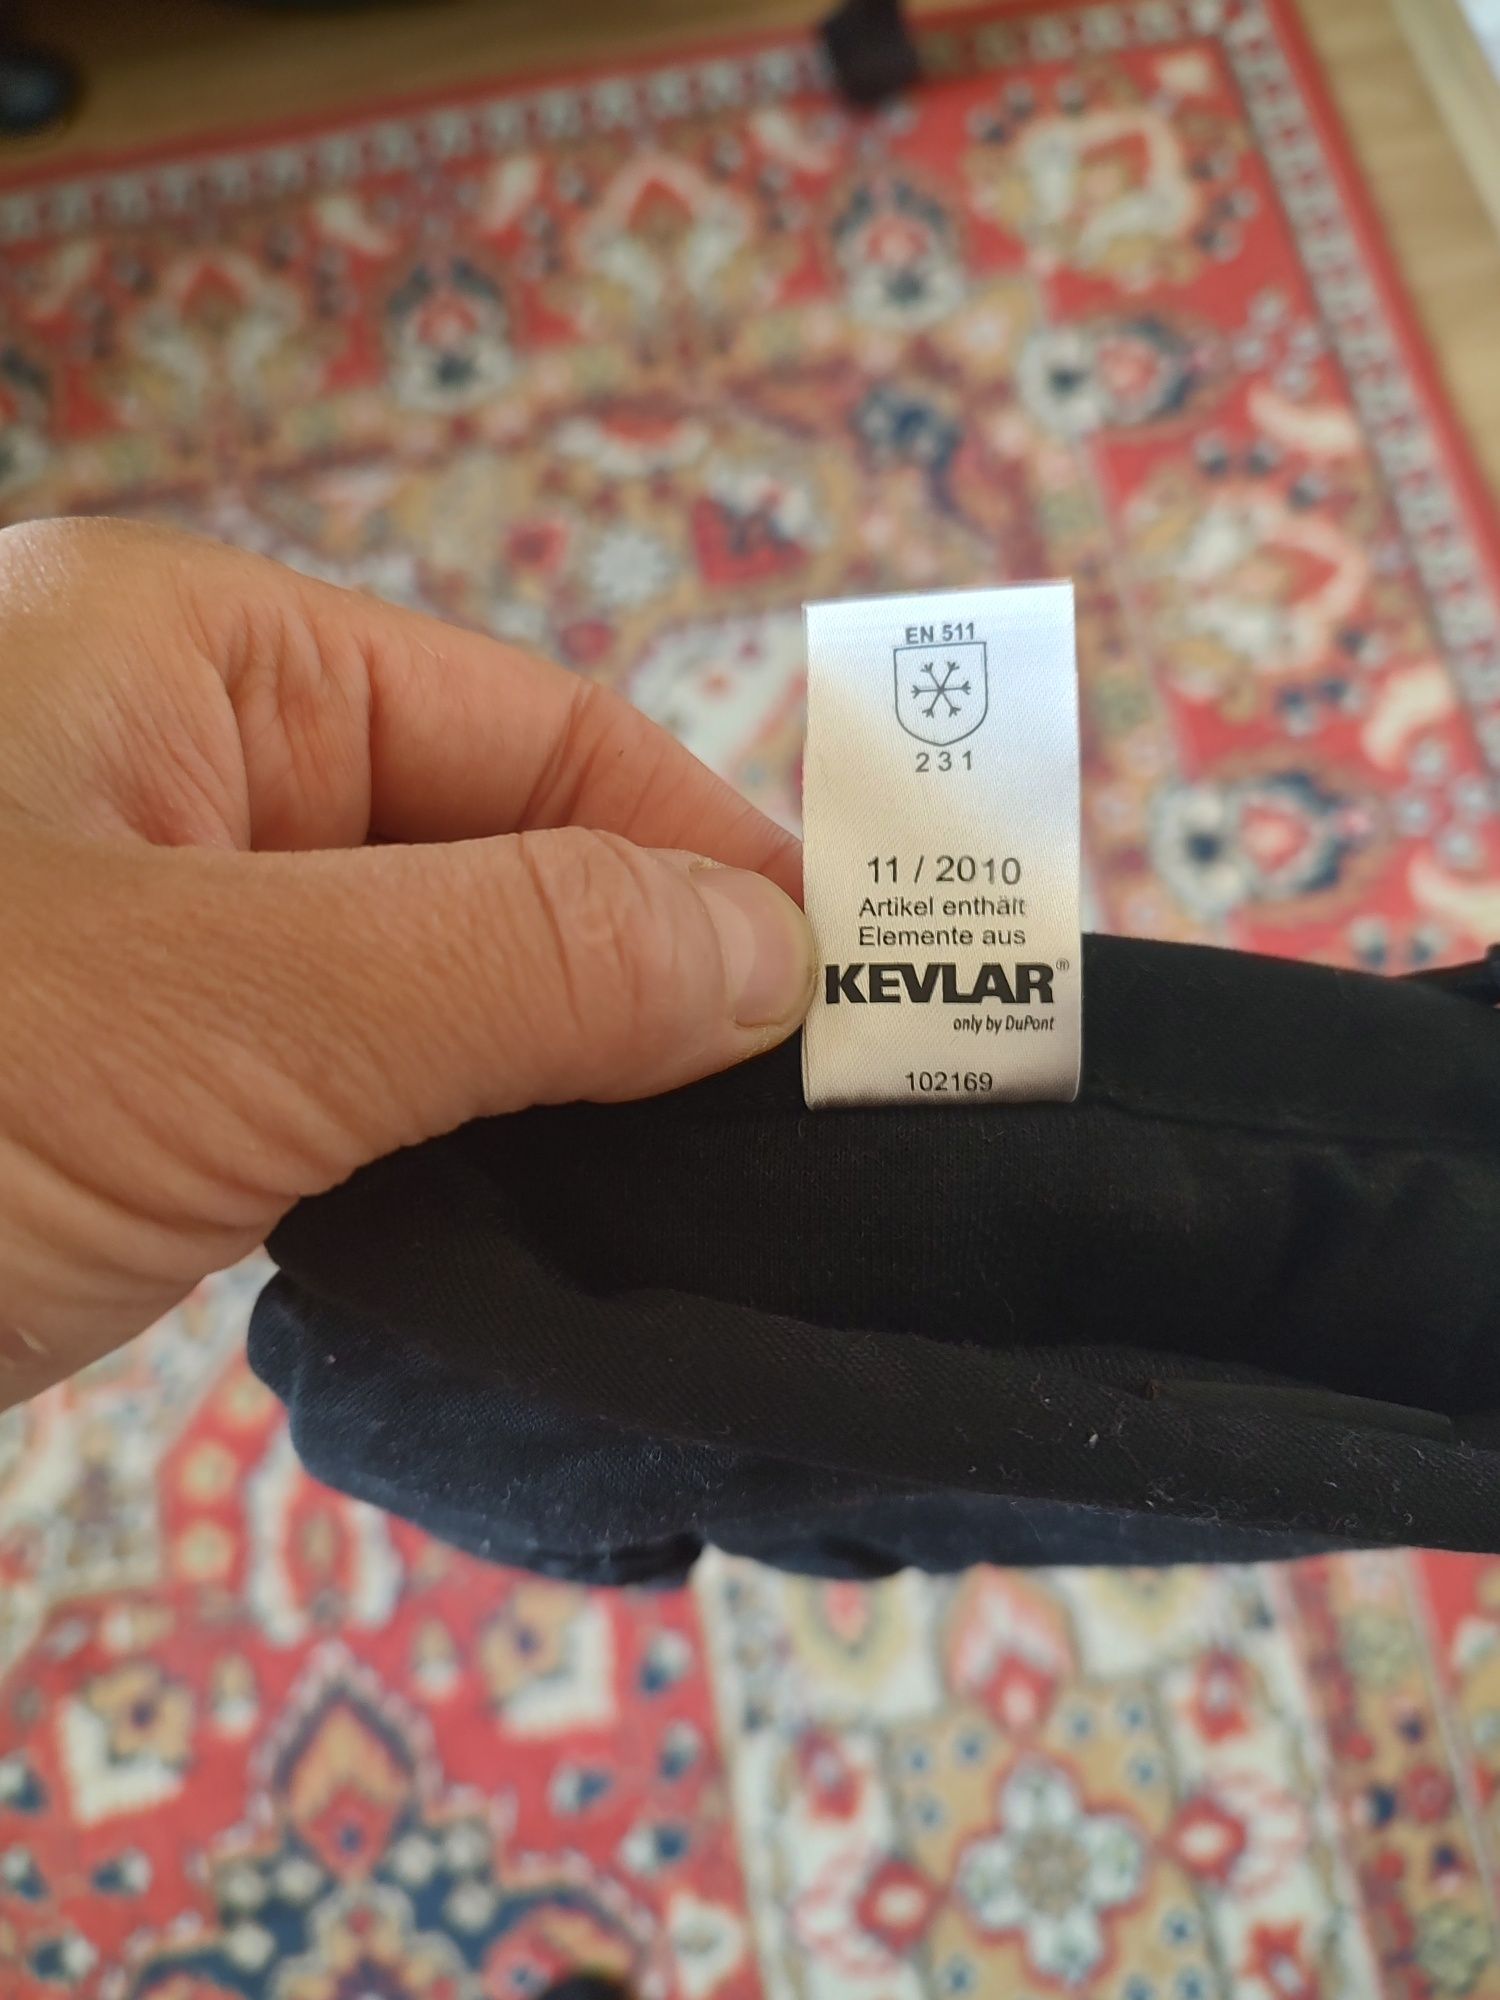 EN 511
2 3 1
11 / 2010
Artikel enthält
Elemente aus
KEVLAR®
only by DuPont
102169